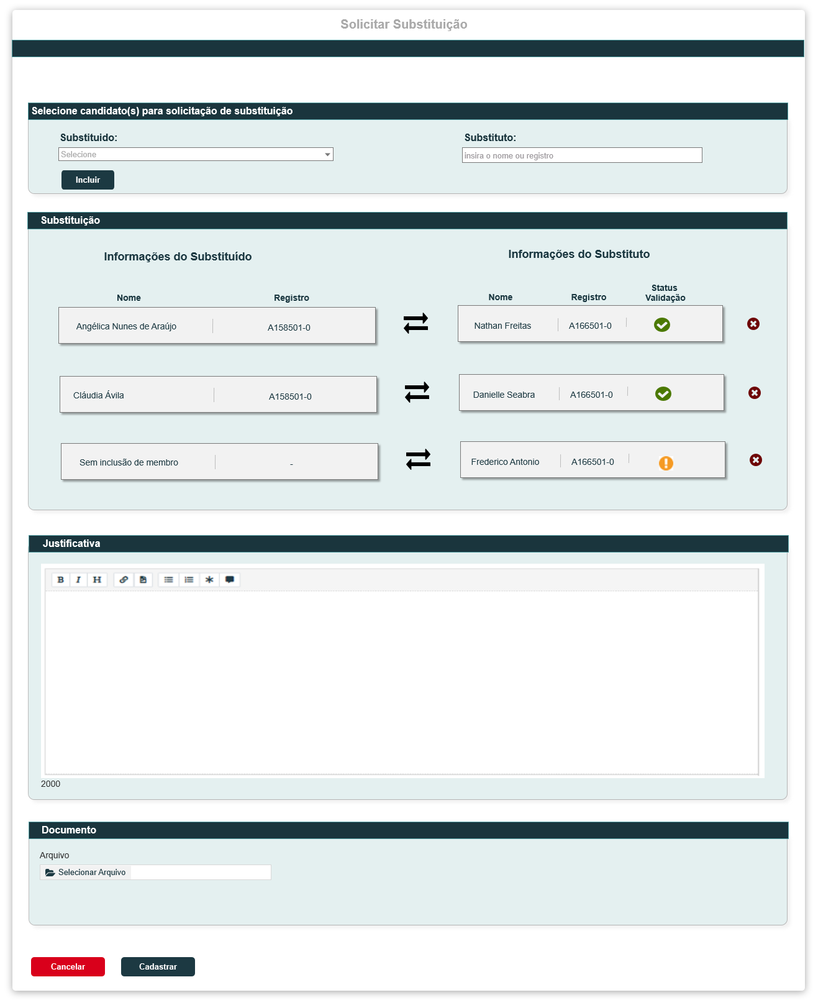 Solicitar Substituição
Selecione candidato(s) para solicitação de substituição
Substituido: Substituto:
Selecione insira o nome ou registro
Incluir
Substituição
Informações do Substituído Informações do Substituto
Nome Registro Nome Registro Status Validação
Angélica Nunes de Araújo A158501-0 Nathan Freitas A166501-0
Cláudia Ávila A158501-0 Danielle Seabra A166501-0
Sem inclusão de membro - Frederico Antonio A166501-0
Justificativa
B I H
2000
Documento
Arquivo
Selecionar Arquivo
Cancelar Cadastrar